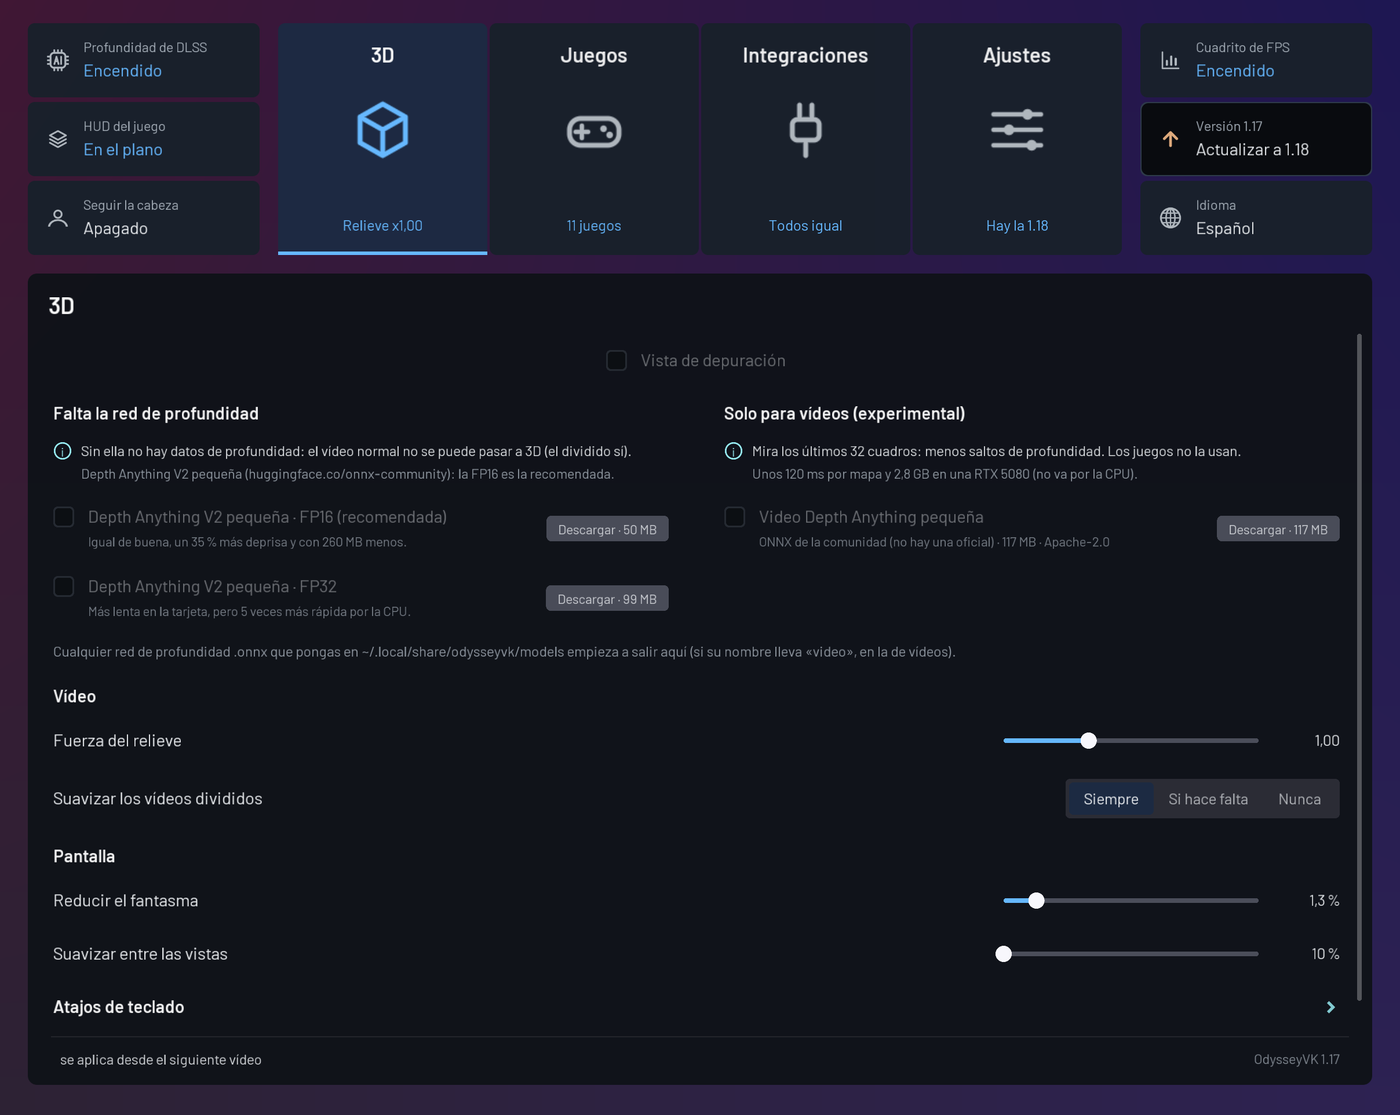 Profundidad de DLSS
Encendido
HUD del juego
En el plano
Seguir la cabeza
Apagado
3D
Relieve x1,00
Juegos
11 juegos
Integraciones
Todos igual
Ajustes
Hay la 1.18
Cuadrito de FPS
Encendido
Versión 1.17
Actualizar a 1.18
Idioma
Español
3D
Vista de depuración
Falta la red de profundidad
Sin ella no hay datos de profundidad: el vídeo normal no se puede pasar a 3D (el dividido sí).
Depth Anything V2 pequeña (huggingface.co/onnx-community): la FP16 es la recomendada.
Depth Anything V2 pequeña · FP16 (recomendada)
Igual de buena, un 35 % más deprisa y con 260 MB menos.
Descargar · 50 MB
Depth Anything V2 pequeña · FP32
Más lenta en la tarjeta, pero 5 veces más rápida por la CPU.
Descargar · 99 MB
Solo para vídeos (experimental)
Mira los últimos 32 cuadros: menos saltos de profundidad. Los juegos no la usan.
Unos 120 ms por mapa y 2,8 GB en una RTX 5080 (no va por la CPU).
Video Depth Anything pequeña
ONNX de la comunidad (no hay una oficial) · 117 MB · Apache-2.0
Descargar · 117 MB
Cualquier red de profundidad .onnx que pongas en ~/.local/share/odysseyvk/models empieza a salir aquí (si su nombre lleva «video», en la de vídeos).
Vídeo
Fuerza del relieve
1,00
Suavizar los vídeos divididos
Siempre
Si hace falta
Nunca
Pantalla
Reducir el fantasma
1,3 %
Suavizar entre las vistas
10 %
Atajos de teclado
se aplica desde el siguiente vídeo
OdysseyVK 1.17